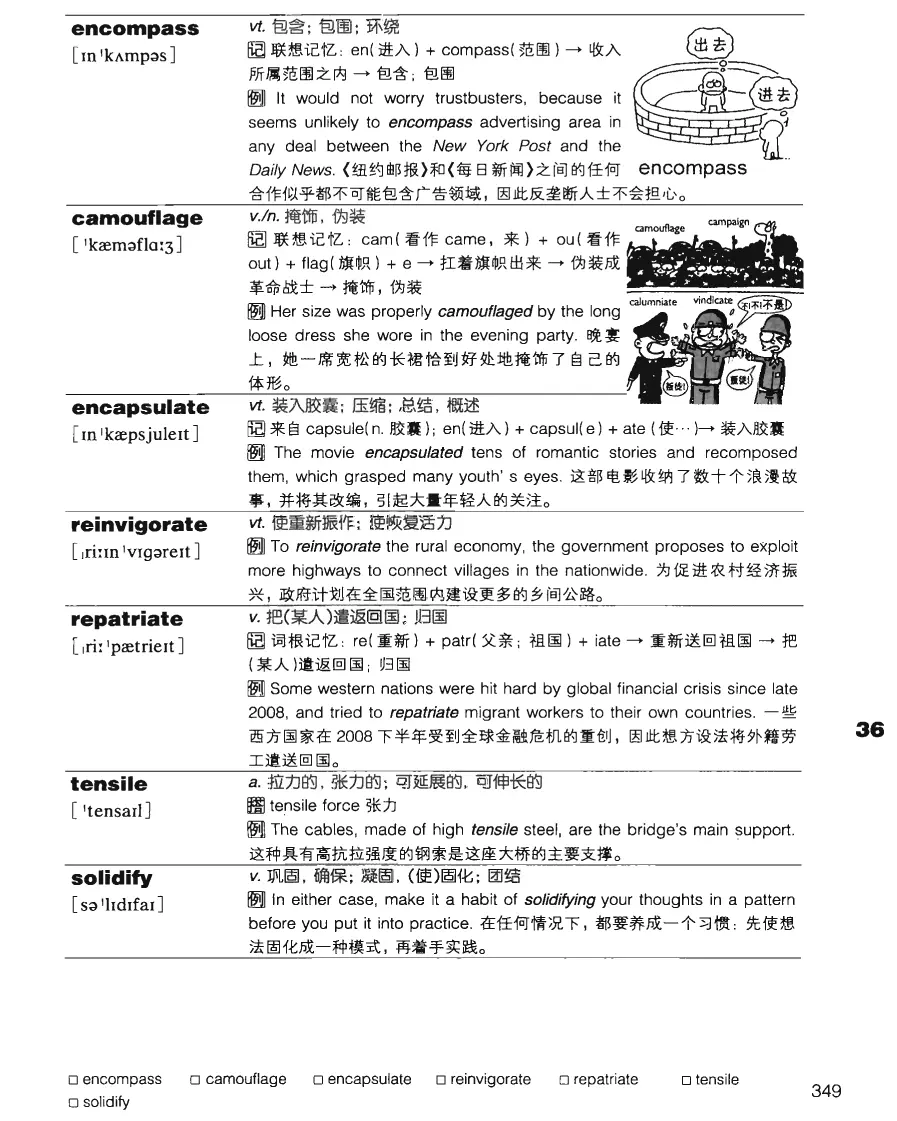 encompass
[ɪnˈkʌmpəs]
vt. 包含；包围；环绕
记 联想记忆：en(进入) + compass(范围) → 收入
所属范围之内 → 包含；包围
例 It would not worry trustbusters, because it
seems unlikely to encompass advertising area in
any deal between the New York Post and the
Daily News.《纽约邮报》和《每日新闻》之间的任何
合作似乎都不可能包含广告领域，因此反垄断人士不会担心。
出去
进去
encompass
camouflage
[ˈkæməflɑːʒ]
v./n. 掩饰，伪装
记 联想记忆：cam(看作 came，来) + ou(看作
out) + flag(旗帜) + e → 扛着旗帜出来 → 伪装成
革命战士 → 掩饰，伪装
例 Her size was properly camouflaged by the long
loose dress she wore in the evening party. 晚宴
上，她一席宽松的长裙恰到好处地掩饰了自己的
体形。
camouflage
campaign
calumniate
vindicate
不!不!不是!
叛徒!
叛徒!
encapsulate
[ɪnˈkæpsjuleɪt]
vt. 装入胶囊；压缩；总结，概述
记 来自 capsule(n. 胶囊)；en(进入) + capsul(e) + ate (使…)→ 装入胶囊
例 The movie encapsulated tens of romantic stories and recomposed
them, which grasped many youth' s eyes. 这部电影收纳了数十个浪漫故
事，并将其改编，引起大量年轻人的关注。
reinvigorate
[ˌriːɪnˈvɪɡəreɪt]
vt. 使重新振作；使恢复活力
例 To reinvigorate the rural economy, the government proposes to exploit
more highways to connect villages in the nationwide. 为促进农村经济振
兴，政府计划在全国范围内建设更多的乡间公路。
repatriate
[ˌriːˈpætrieɪt]
v. 把(某人)遣返回国；归国
记 词根记忆：re(重新) + patr(父亲；祖国) + iate → 重新送回祖国 → 把
(某人)遣返回国；归国
例 Some western nations were hit hard by global financial crisis since late
2008, and tried to repatriate migrant workers to their own countries. 一些
西方国家在 2008 下半年受到全球金融危机的重创，因此想方设法将外籍劳
工遣送回国。
36
tensile
[ˈtensaɪl]
a. 拉力的，张力的；可延展的，可伸长的
搭 tensile force 张力
例 The cables, made of high tensile steel, are the bridge's main support.
这种具有高抗拉强度的钢索是这座大桥的主要支撑。
solidify
[səˈlɪdɪfaɪ]
v. 巩固，确保；凝固，(使)固化；团结
例 In either case, make it a habit of solidifying your thoughts in a pattern
before you put it into practice. 在任何情况下，都要养成一个习惯：先使想
法固化成一种模式，再着手实践。
□ encompass □ camouflage □ encapsulate □ reinvigorate □ repatriate □ tensile
□ solidify
349